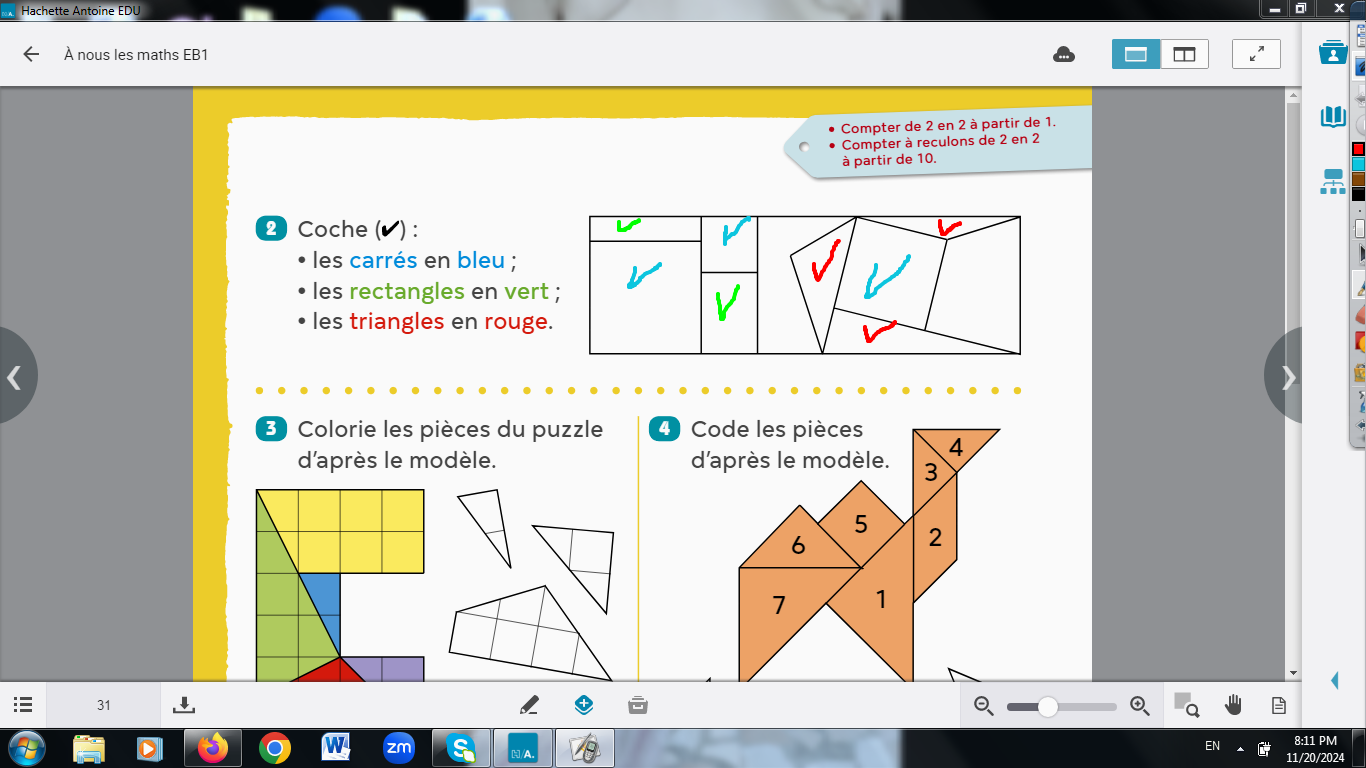 Hachette Antoine EDU
À nous les maths EB1
• Compter de 2 en 2 à partir de 1.
• Compter à reculons de 2 en 2
à partir de 10.
2 Coche (✔) :
• les carrés en bleu ;
• les rectangles en vert ;
• les triangles en rouge.
3 Colorie les pièces du puzzle
d'après le modèle.
4 Code les pièces
d'après le modèle.
4
3
5
2
6
1
7
31
W
zm
S
H/A.
EN
8:11 PM
11/20/2024